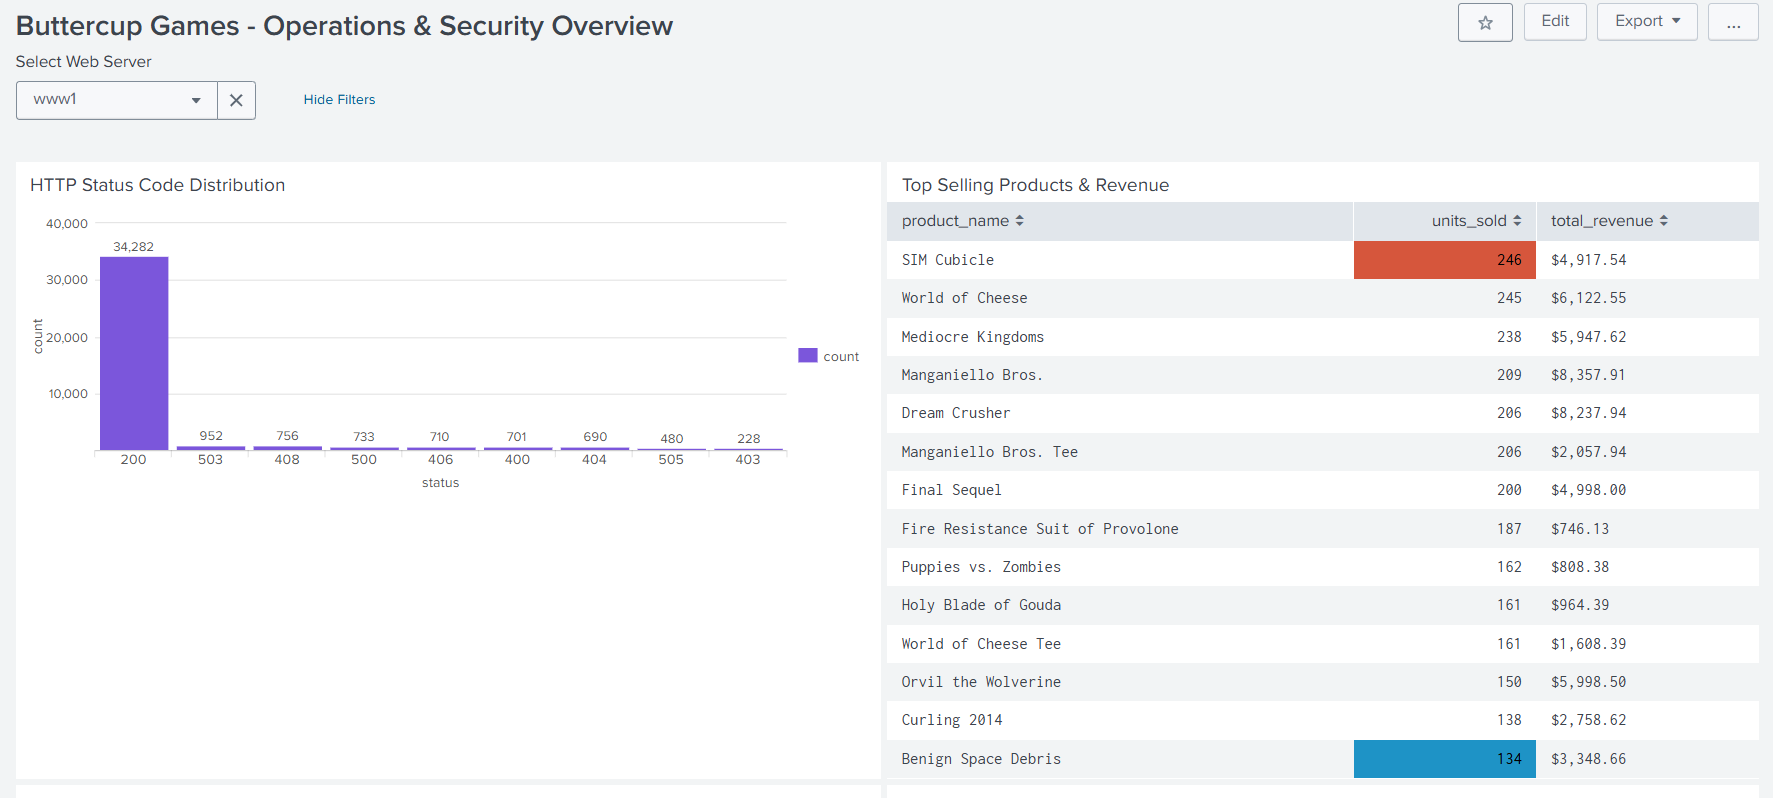 Buttercup Games - Operations & Security Overview
Edit
Export
...
Select Web Server
www1
Hide Filters
HTTP Status Code Distribution
40,000
30,000
20,000
10,000
count
34,282
952
756
733
710
701
690
480
228
200
503
408
500
406
400
404
505
403
status
count
Top Selling Products & Revenue
product_name units_sold total_revenue
SIM Cubicle 246 $4,917.54
World of Cheese 245 $6,122.55
Mediocre Kingdoms 238 $5,947.62
Manganiello Bros. 209 $8,357.91
Dream Crusher 206 $8,237.94
Manganiello Bros. Tee 206 $2,057.94
Final Sequel 200 $4,998.00
Fire Resistance Suit of Provolone 187 $746.13
Puppies vs. Zombies 162 $808.38
Holy Blade of Gouda 161 $964.39
World of Cheese Tee 161 $1,608.39
Orvil the Wolverine 150 $5,998.50
Curling 2014 138 $2,758.62
Benign Space Debris 134 $3,348.66